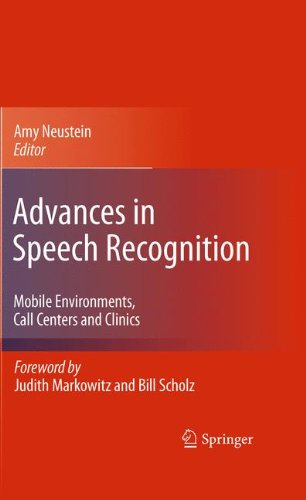 Amy Neustein
Editor
Advances in
Speech Recognition
Mobile Environments,
Call Centers and Clinics
Foreword by
Judith Markowitz and Bill Scholz
Springer